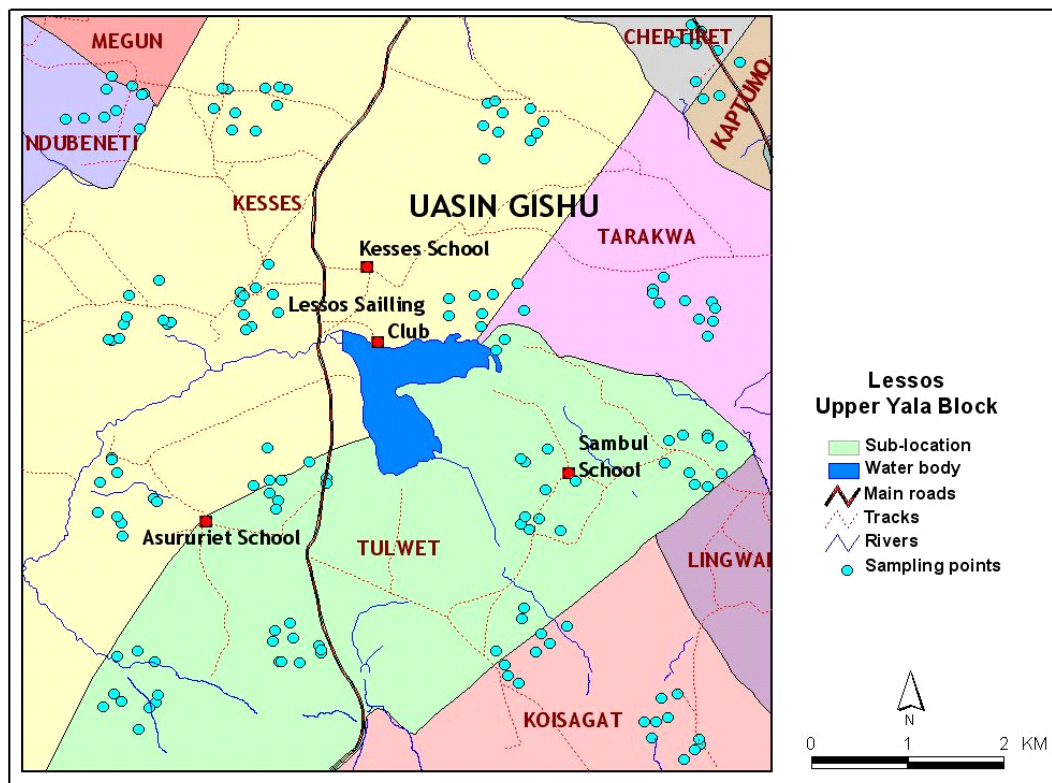 MEGUN
CHEPTIRET
KAPTUMO
NDUBENETI
KESSES
UASIN GISHU
TARAKWA
Kesses School
Lessos Sailling
Club
Sambul
School
Asururiet School
TULWET
LINGWAI
KOISAGAT
Lessos
Upper Yala Block
Sub-location
Water body
Main roads
Tracks
Rivers
Sampling points
N
0 1 2 KM